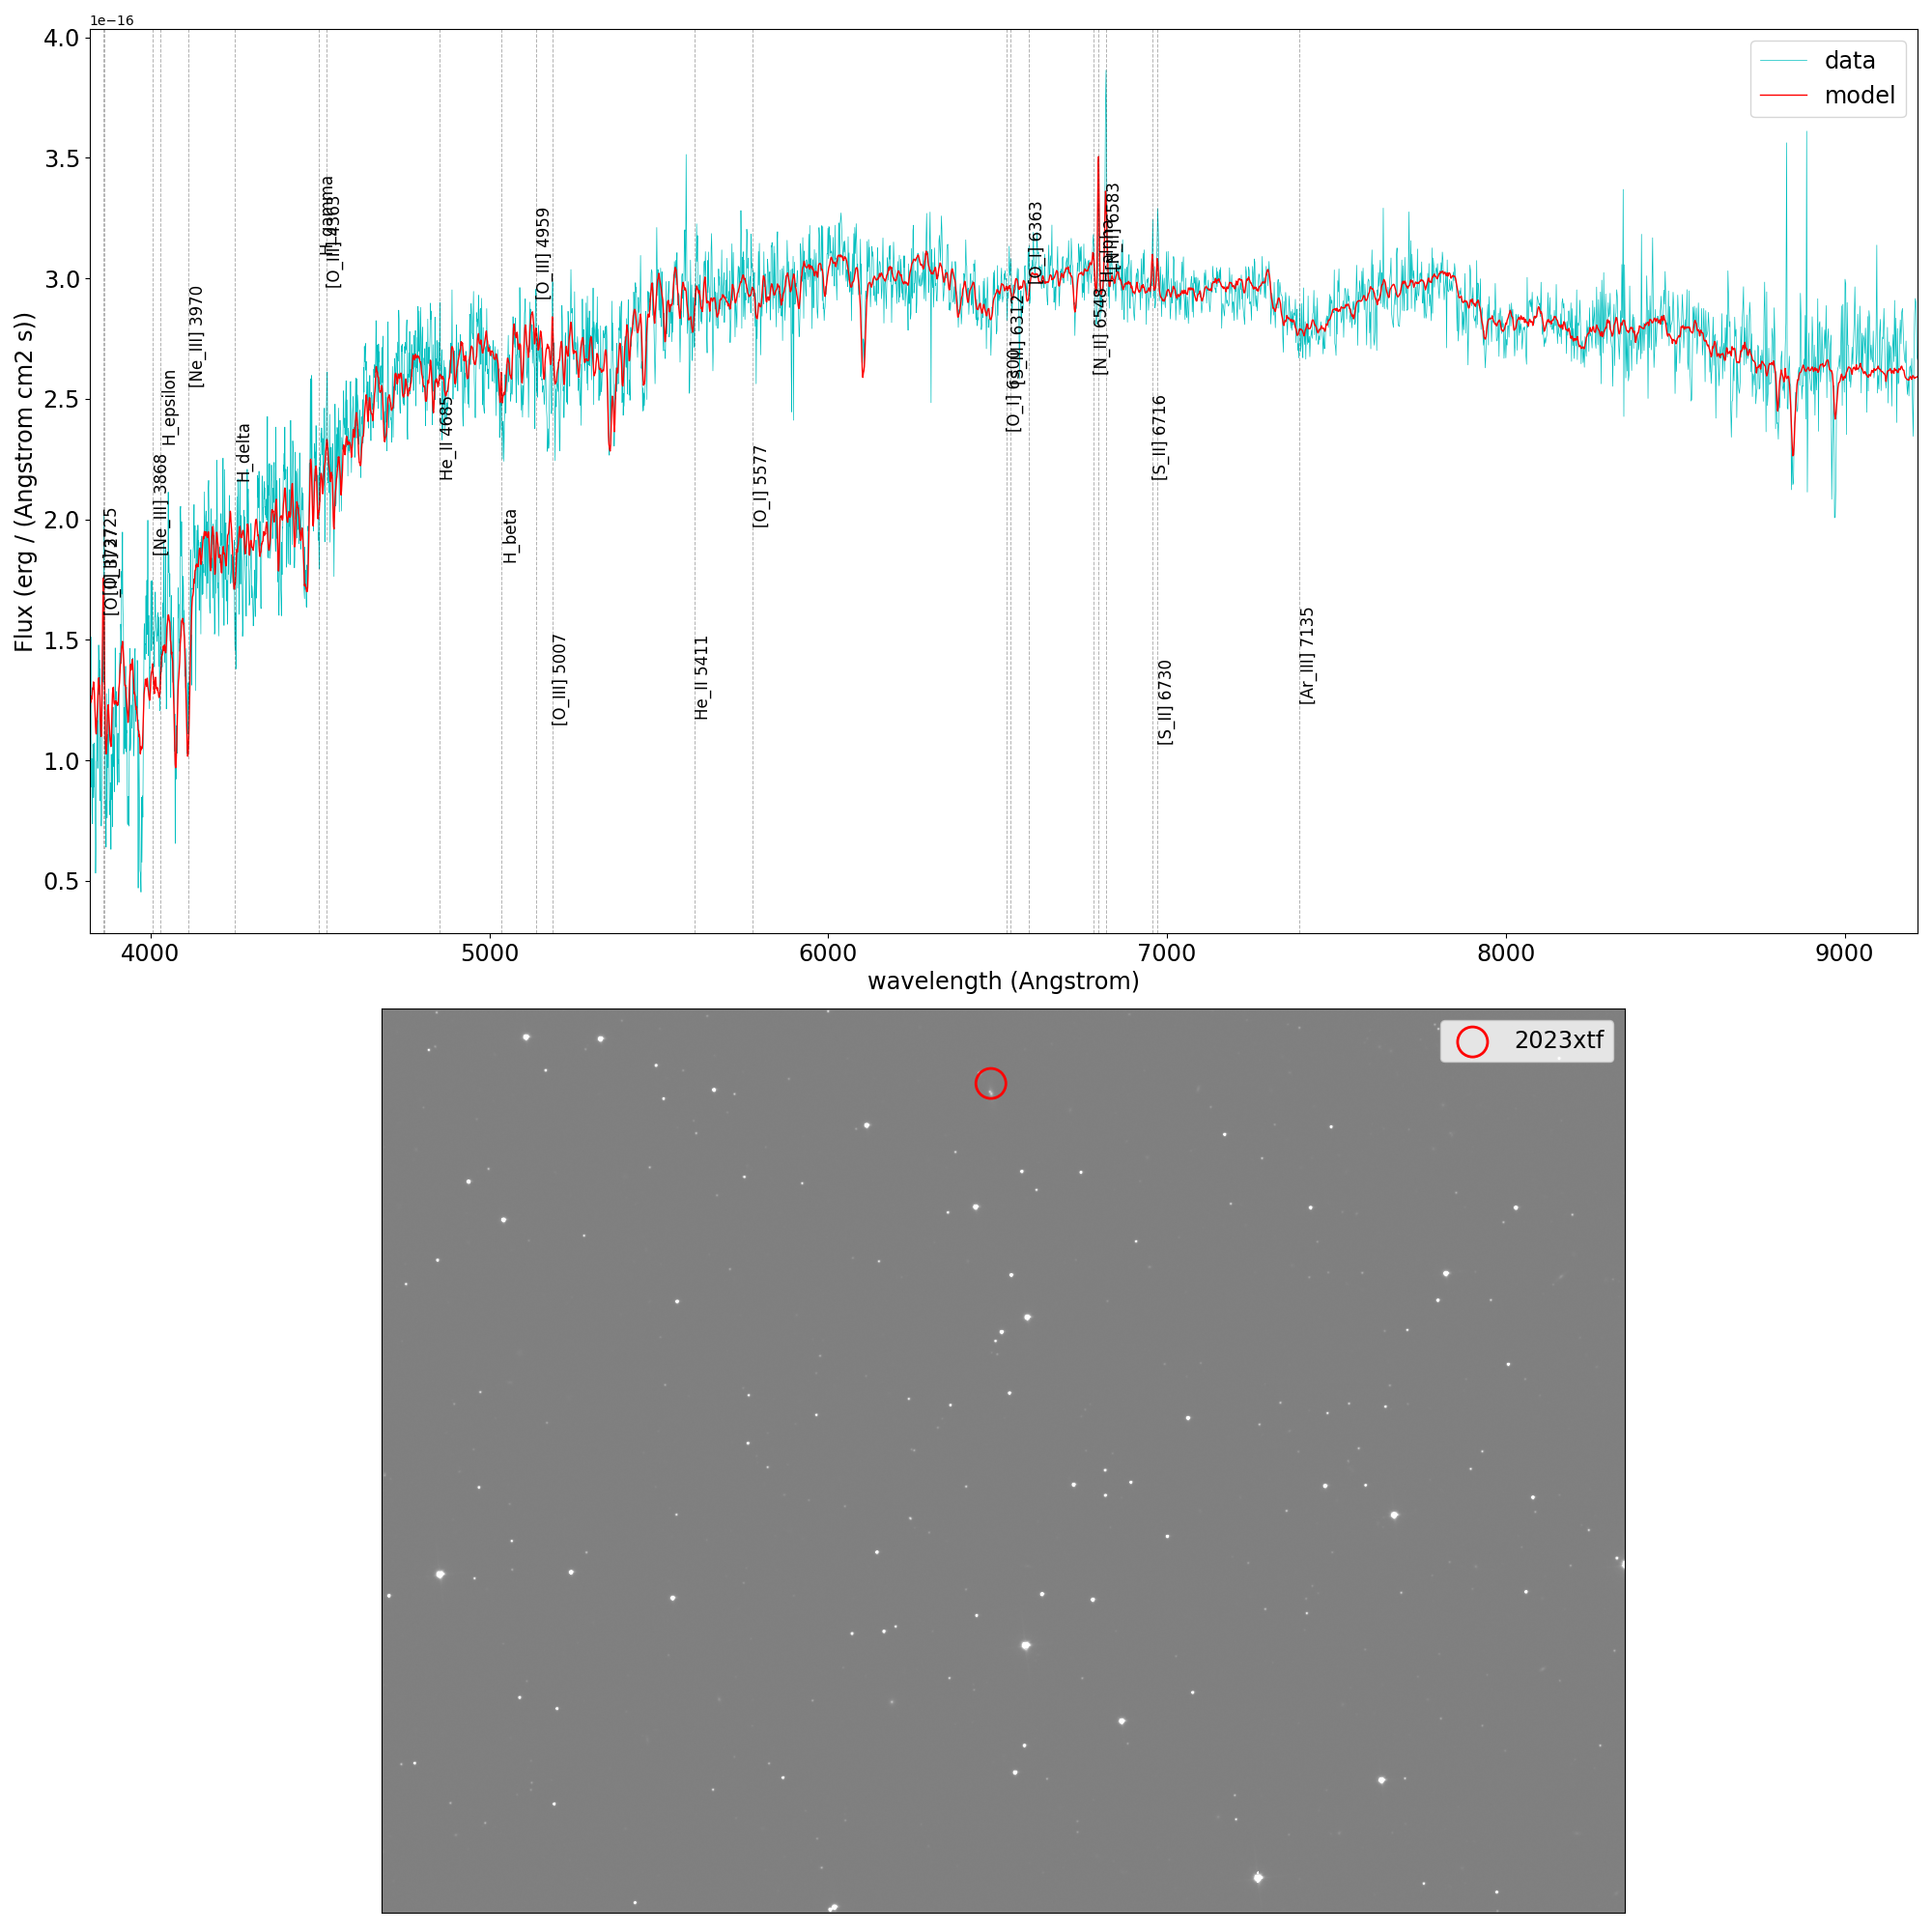 1e−16
4.0
3.5
3.0
2.5
2.0
1.5
1.0
0.5
Flux (erg / (Angstrom cm2 s))
data
model
[Ne_III] 3868
H_epsilon
[Ne_III] 3970
H_delta
H_gamma
[O_III] 4363
He_II 4685
H_beta
[O_III] 4959
[O_III] 5007
He_II 5411
[O_I] 5577
[O_I] 6300
[S_III] 6312
[O_I] 6363
[N_II] 6548
H_alpha
[N_II] 6583
[S_II] 6716
[S_II] 6730
[Ar_III] 7135
4000
5000
6000
7000
8000
9000
wavelength (Angstrom)
2023xtf